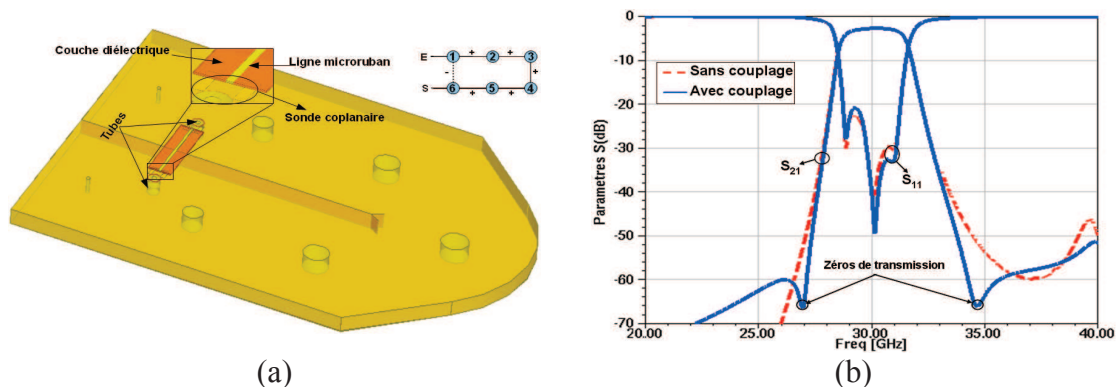 Couche diélectrique
Ligne microruban
Sonde coplanaire
Tubes
E 1 + 2 + 3
- +
S 6 + 5 + 4
(a)
Parametres S(dB)
0
-10
-20
-30
-40
-50
-60
-70
Sans couplage
Avec couplage
S21
S11
Zéros de transmission
20.00 25.00 30.00 35.00 40.00
Freq [GHz]
(b)